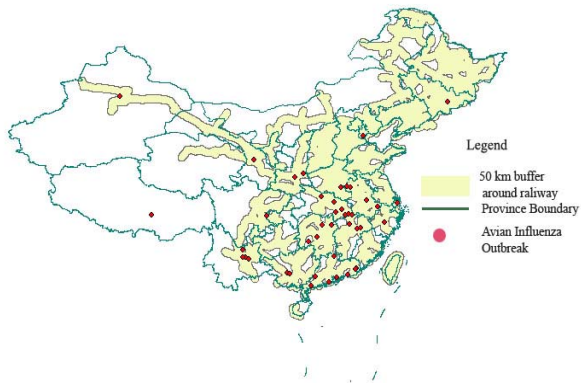 Legend
50 km buffer
around raliway
Province Boundary
Avian Influenza
Outbreak